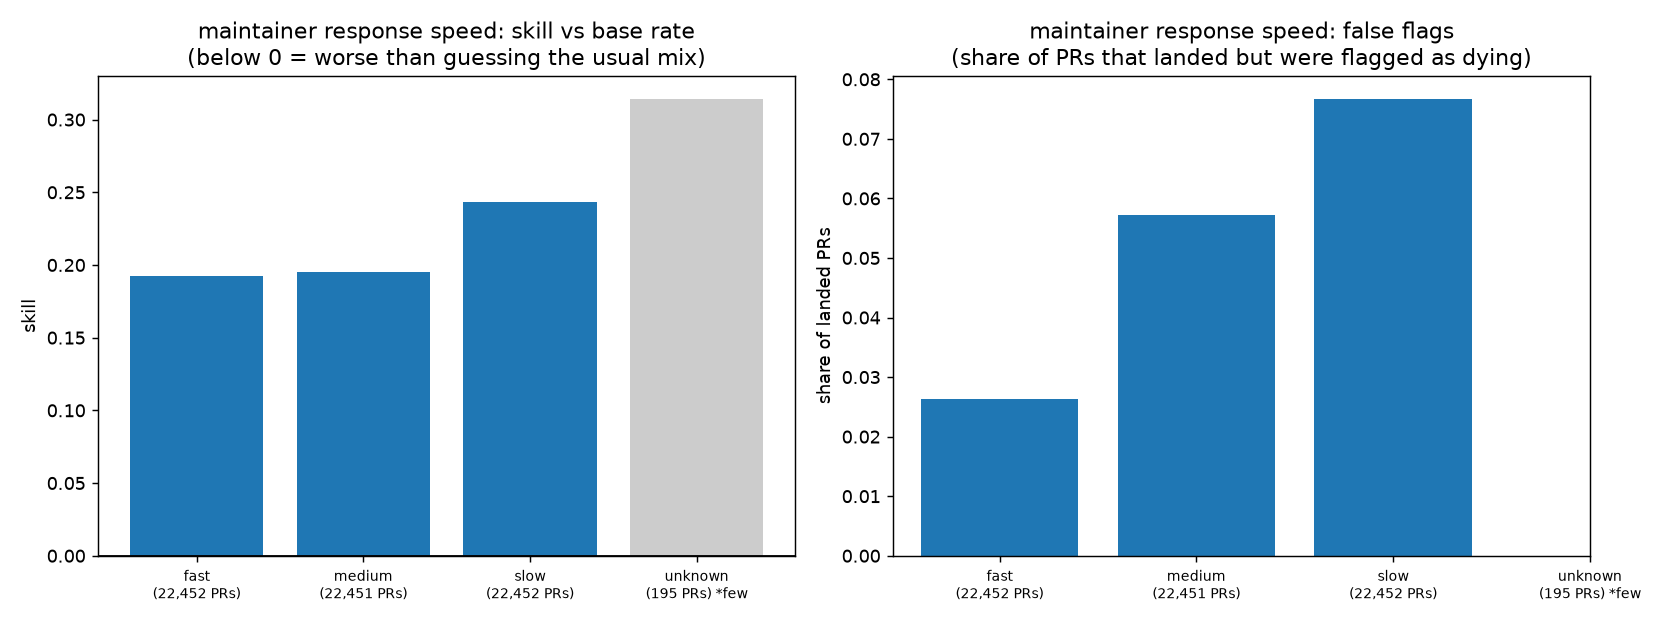 maintainer response speed: skill vs base rate
(below 0 = worse than guessing the usual mix)
skill
0.30
0.25
0.20
0.15
0.10
0.05
0.00
fast
(22,452 PRs)
medium
(22,451 PRs)
slow
(22,452 PRs)
unknown
(195 PRs) *few
maintainer response speed: false flags
(share of PRs that landed but were flagged as dying)
share of landed PRs
0.08
0.07
0.06
0.05
0.04
0.03
0.02
0.01
0.00
fast
(22,452 PRs)
medium
(22,451 PRs)
slow
(22,452 PRs)
unknown
(195 PRs) *few